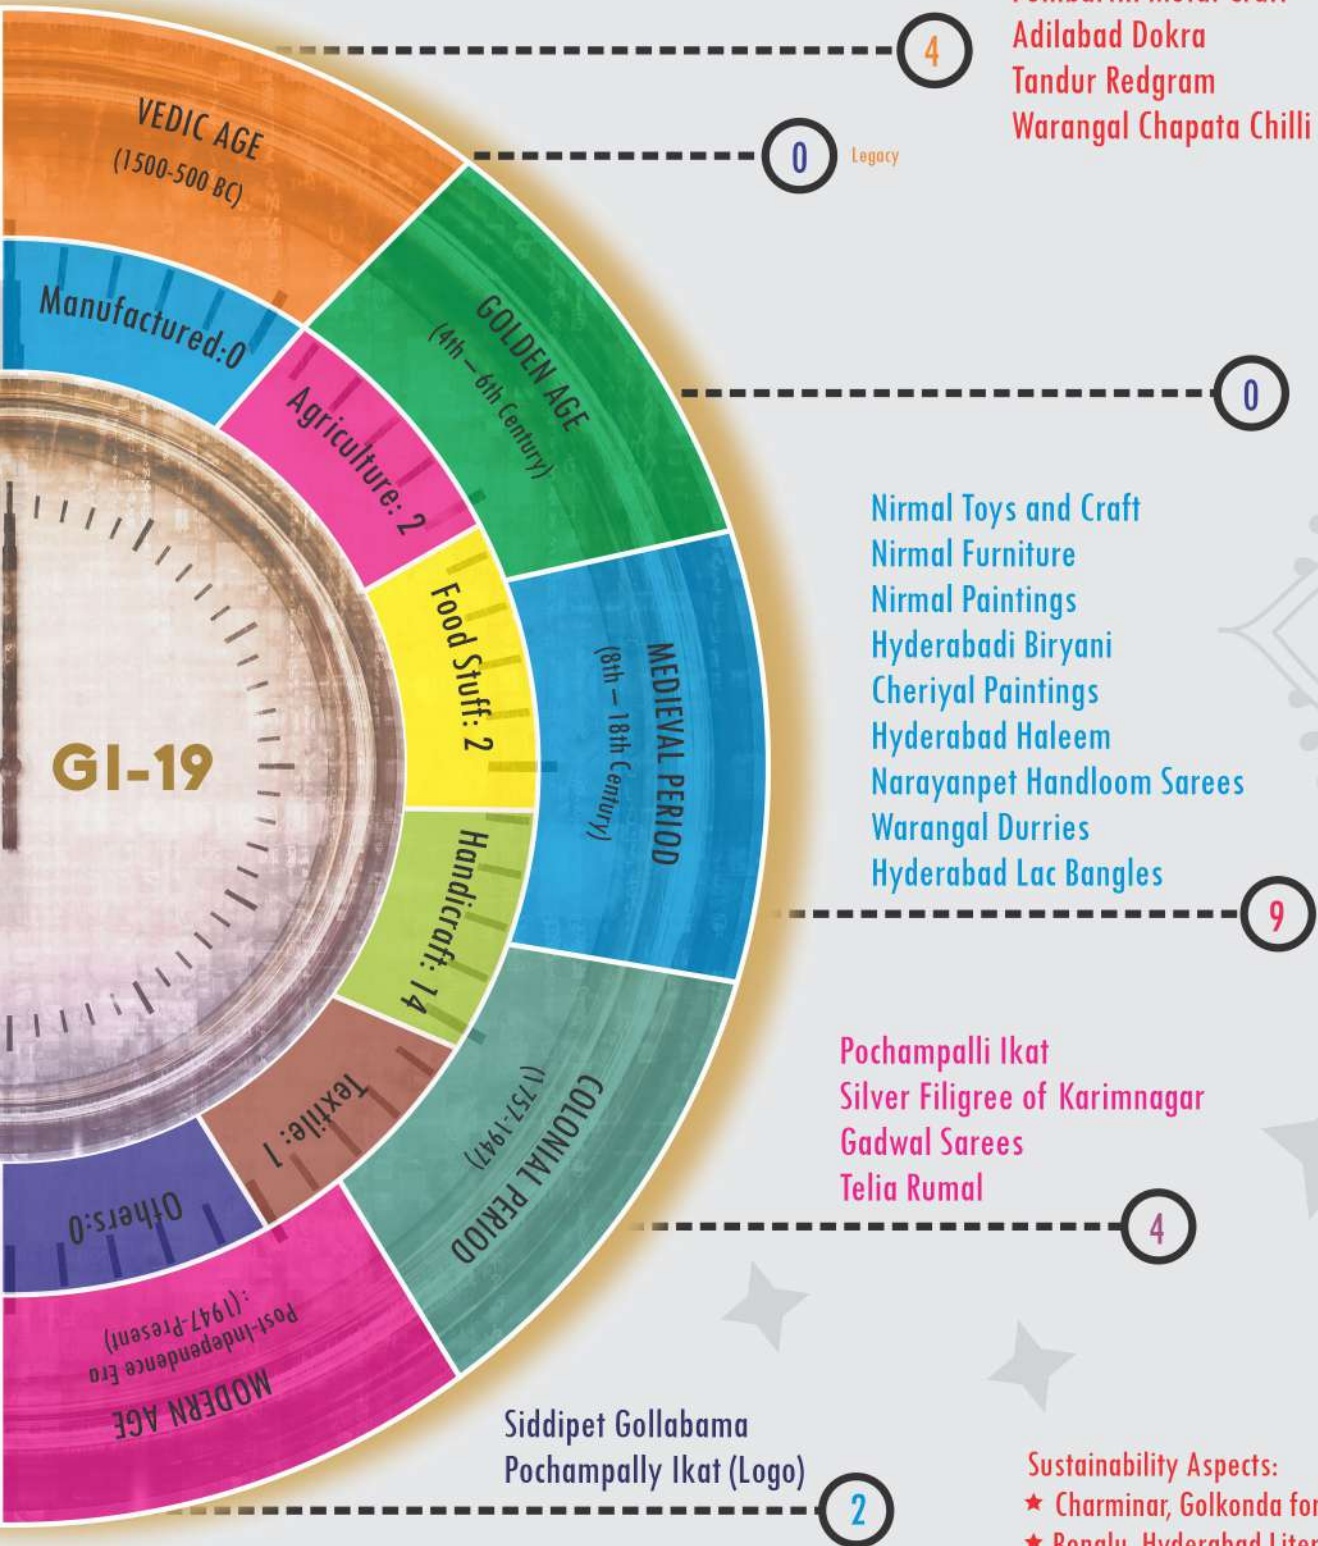 4
Adilabad Dokra
Tandur Redgram
Warangal Chapata Chilli
0
Legacy
VEDIC AGE
(1500-500 BC)
Manufactured:0
GOLDEN AGE
(4th – 6th Century)
Agriculture: 2
0
Food Stuff: 2
MEDIEVAL PERIOD
(8th – 18th Century)
Nirmal Toys and Craft
Nirmal Furniture
Nirmal Paintings
Hyderabadi Biryani
Cheriyal Paintings
Hyderabad Haleem
Narayanpet Handloom Sarees
Warangal Durries
Hyderabad Lac Bangles
9
GI-19
Handicraft: 14
Textile: 1
COLONIAL PERIOD
(1757-1947)
Pochampalli Ikat
Silver Filigree of Karimnagar
Gadwal Sarees
Telia Rumal
4
Others:0
MODERN AGE
Post-Independence Era
:(1947-Present)
Siddipet Gollabama
Pochampally Ikat (Logo)
2
Sustainability Aspects:
★ Charminar, Golkonda for